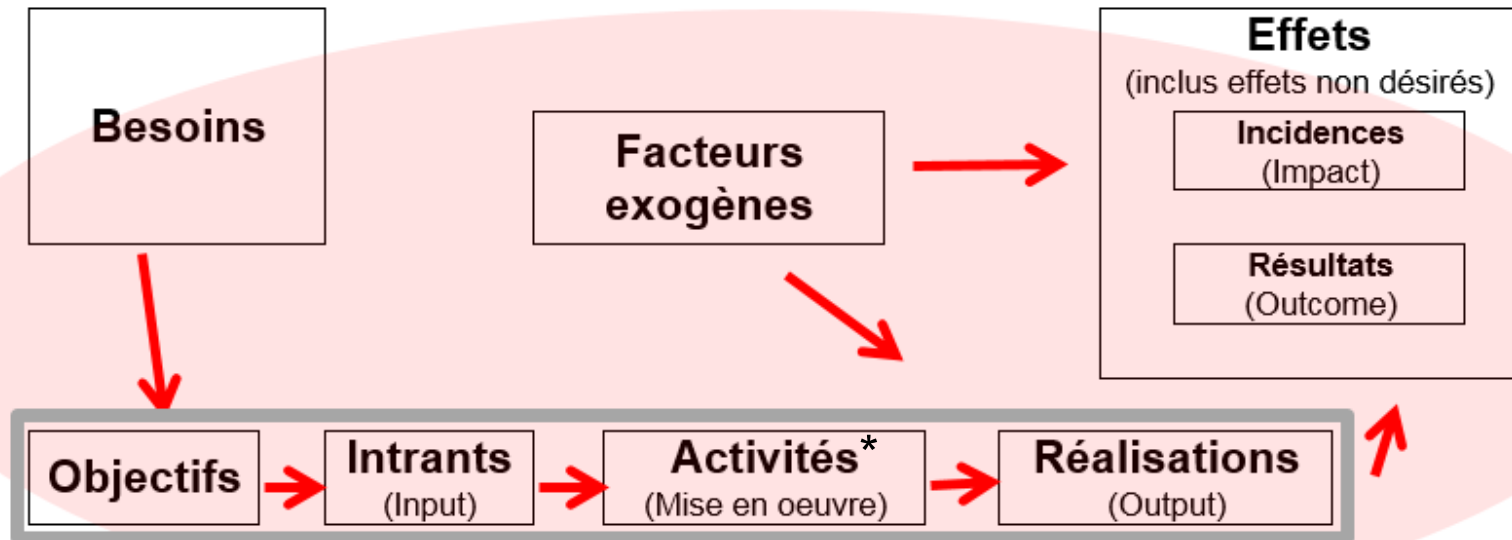 Besoins
Facteurs
exogènes
Effets
(inclus effets non désirés)
Incidences
(Impact)
Résultats
(Outcome)
Objectifs
Intrants
(Input)
Activités*
(Mise en oeuvre)
Réalisations
(Output)